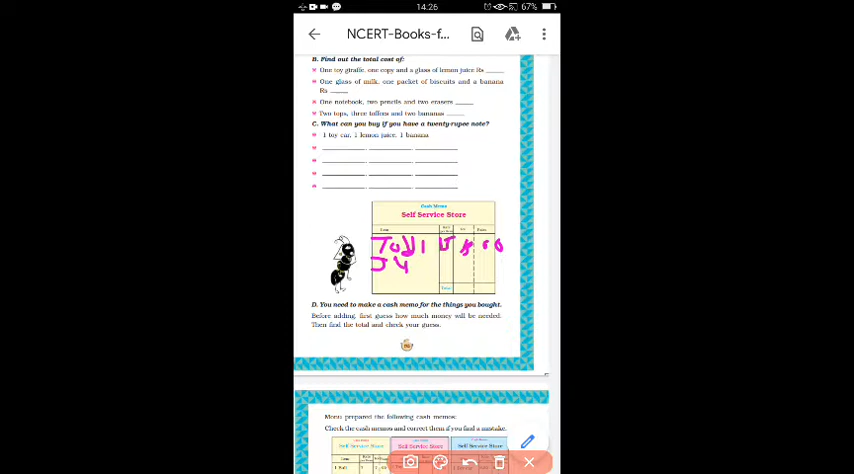 14:26
67%
NCERT-Books-f...
B. Find out the total cost of:
One toy giraffe, one copy and a glass of lemon juice Rs _____
One glass of milk, one packet of biscuits and a banana
Rs _____
One notebook, two pencils and two erasers _____
Two tops, three toffees and two bananas _____
C. What can you buy if you have a twenty-rupee note?
1 toy car, 1 lemon juice, 1 banana
Cash Memo
Self Service Store
Item
Total
D. You need to make a cash memo for the things you bought.
Before adding, first guess how much money will be needed.
Then find the total and check your guess.
Menu prepared the following cash memos:
Check the cash memos and correct them if you find a mistake.
Self Service Store
Self Service Store
Self Service Store